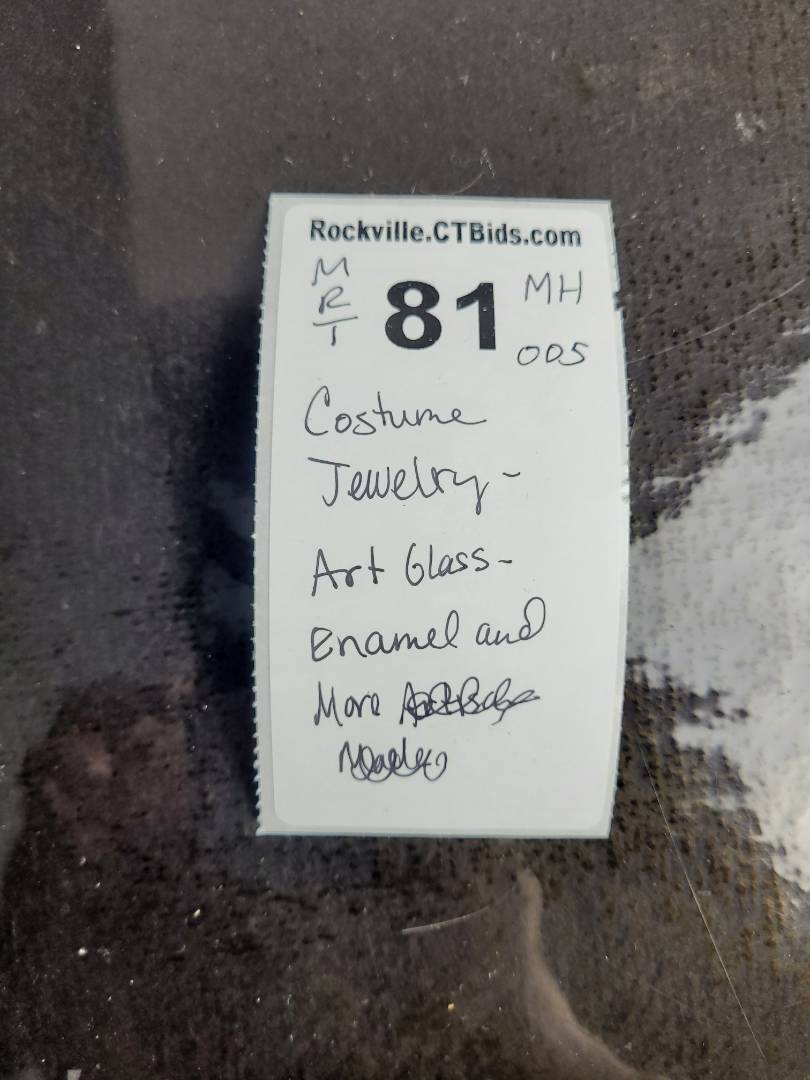 Rockville.CTBids.com
M
R
T
81
MH
005
Costume
Jewelry-
Art Glass-
Enamel and
More